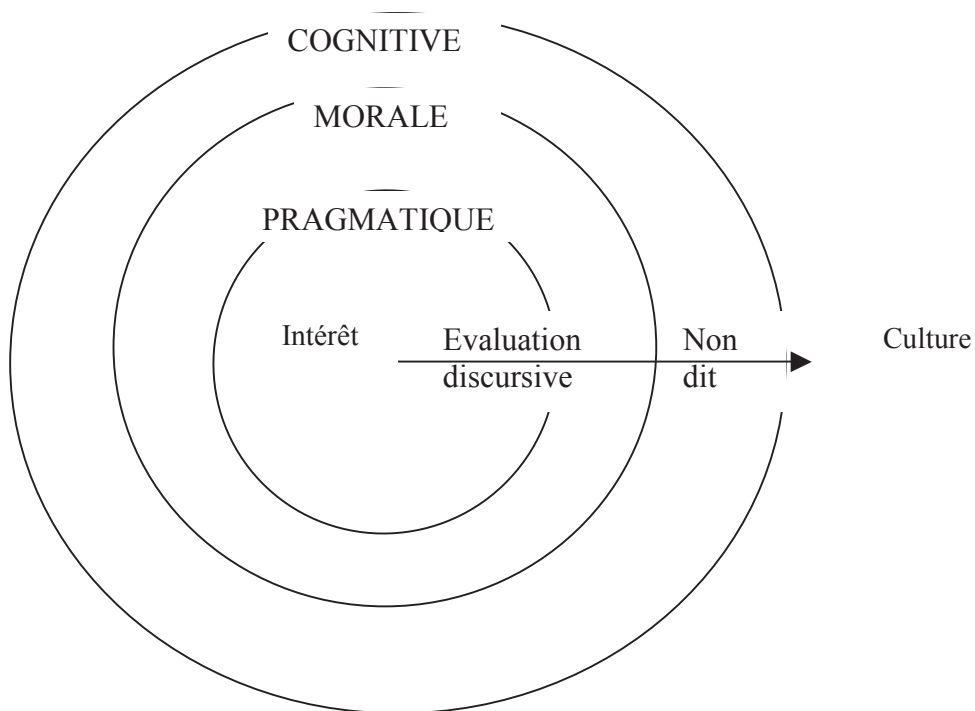 COGNITIVE
MORALE
PRAGMATIQUE
Intérêt
Evaluation
discursive
Non
dit
Culture